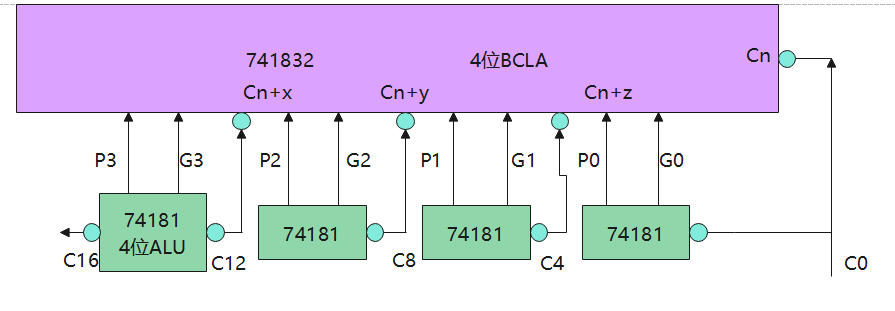 741832
4位BCLA
Cn
Cn+x
Cn+y
Cn+z
P3
G3
P2
G2
P1
G1
P0
G0
74181
4位ALU
74181
74181
74181
C16
C12
C8
C4
C0